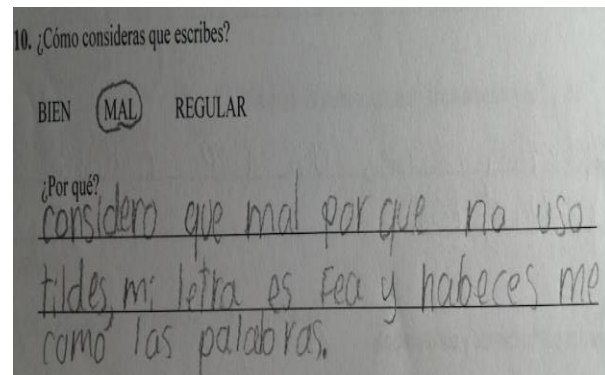 10. ¿Cómo consideras que escribes?
BIEN MAL REGULAR
¿Por qué?
considero que mal por que no uso
tildes, mi letra es fea y habeces me
como las palabras.